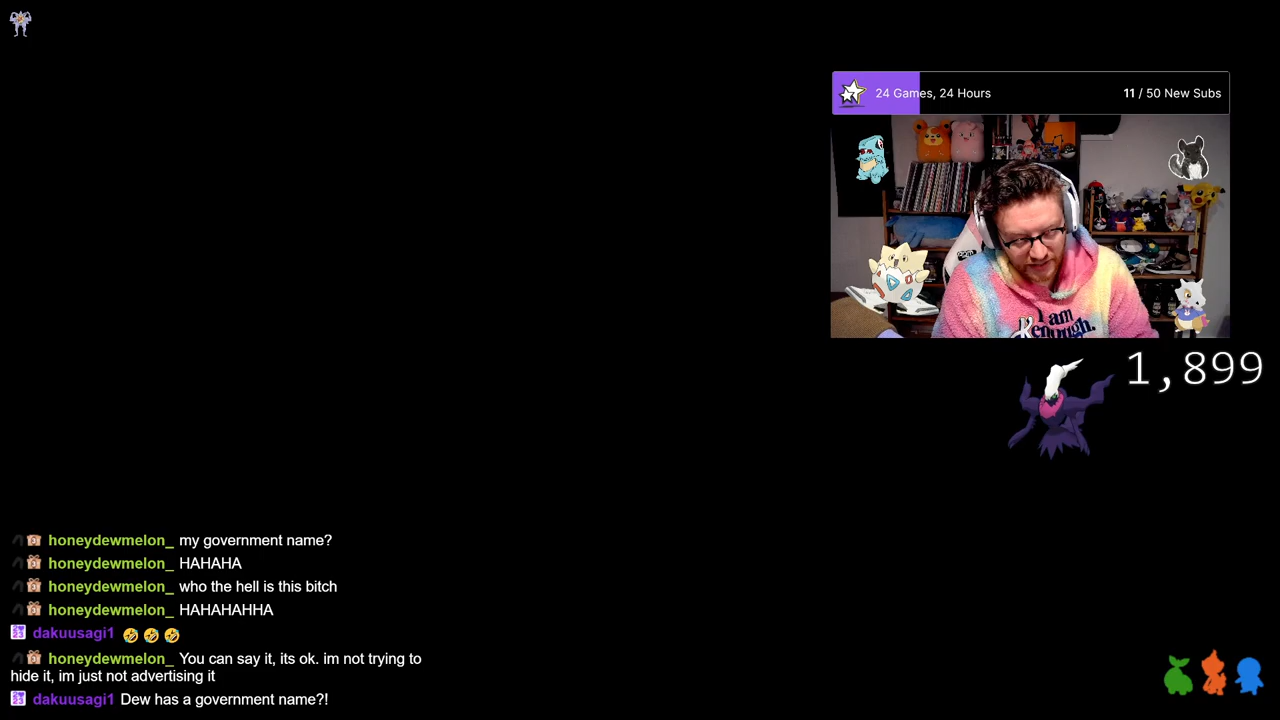 24 Games, 24 Hours 11 / 50 New Subs
I am
Kenough.
1,899
honeydewmelon_ my government name?
honeydewmelon_ HAHAHA
honeydewmelon_ who the hell is this bitch
honeydewmelon_ HAHAHAHHA
dakuusagi1 🤣 🤣 🤣
honeydewmelon_ You can say it, its ok. im not trying to
hide it, im just not advertising it
dakuusagi1 Dew has a government name?!